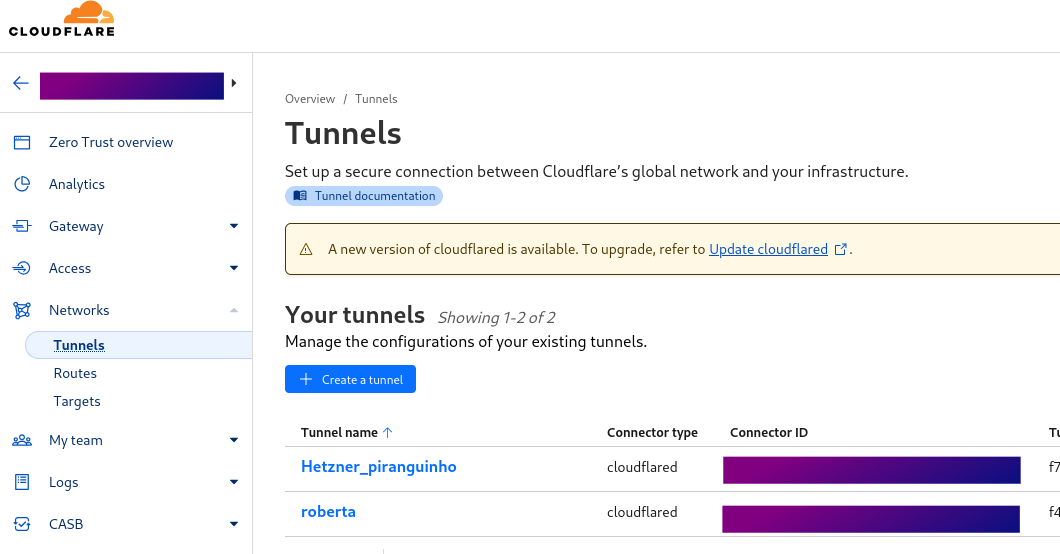 CLOUDFLARE
Zero Trust overview
Analytics
Gateway
Access
Networks
Tunnels
Routes
Targets
My team
Logs
CASB
Overview / Tunnels
Tunnels
Set up a secure connection between Cloudflare’s global network and your infrastructure.
Tunnel documentation
A new version of cloudflared is available. To upgrade, refer to Update cloudflared .
Your tunnels Showing 1-2 of 2
Manage the configurations of your existing tunnels.
Create a tunnel
Tunnel name Connector type Connector ID
Hetzner_piranguinho cloudflared f7
roberta cloudflared f4